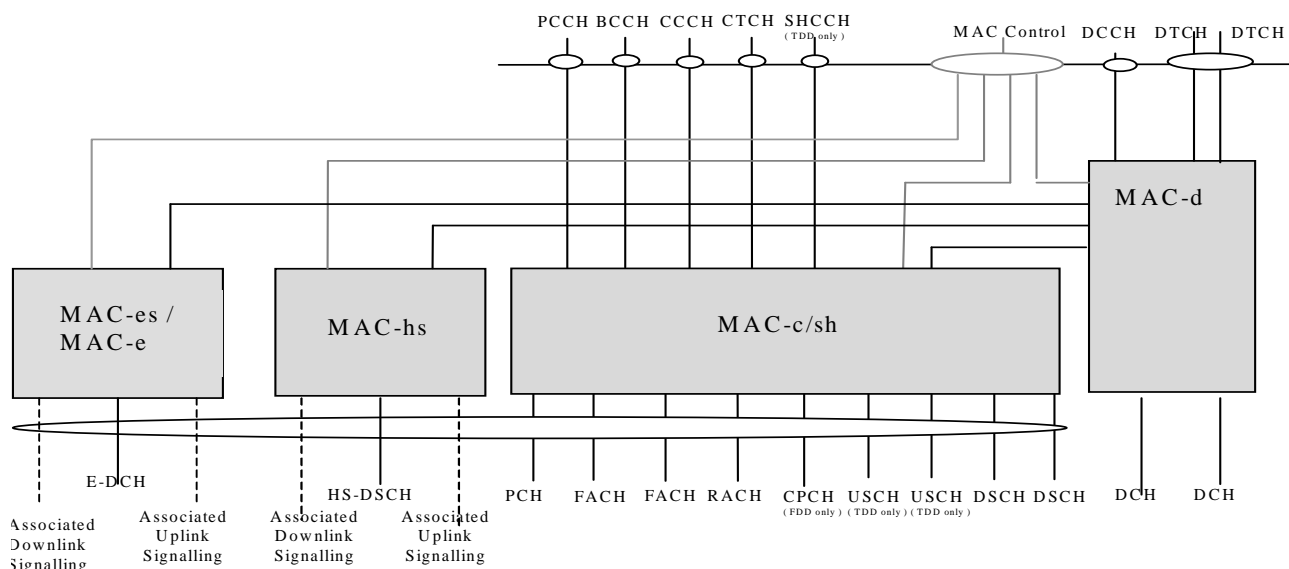 PCCH BCCH CCCH CTCH SHCCH MAC Control DCCH DTCH DTCH
( TDD only )
MAC-d
MAC-es /
MAC-e
MAC-hs
MAC-c/sh
E-DCH
HS-DSCH
PCH FACH FACH RACH CPCH USCH USCH DSCH DSCH DCH DCH
( FDD only ) ( TDD only ) ( TDD only )
Associated
Downlink
Signalling
Associated
Uplink
Signalling
Associated
Downlink
Signalling
Associated
Uplink
Signalling